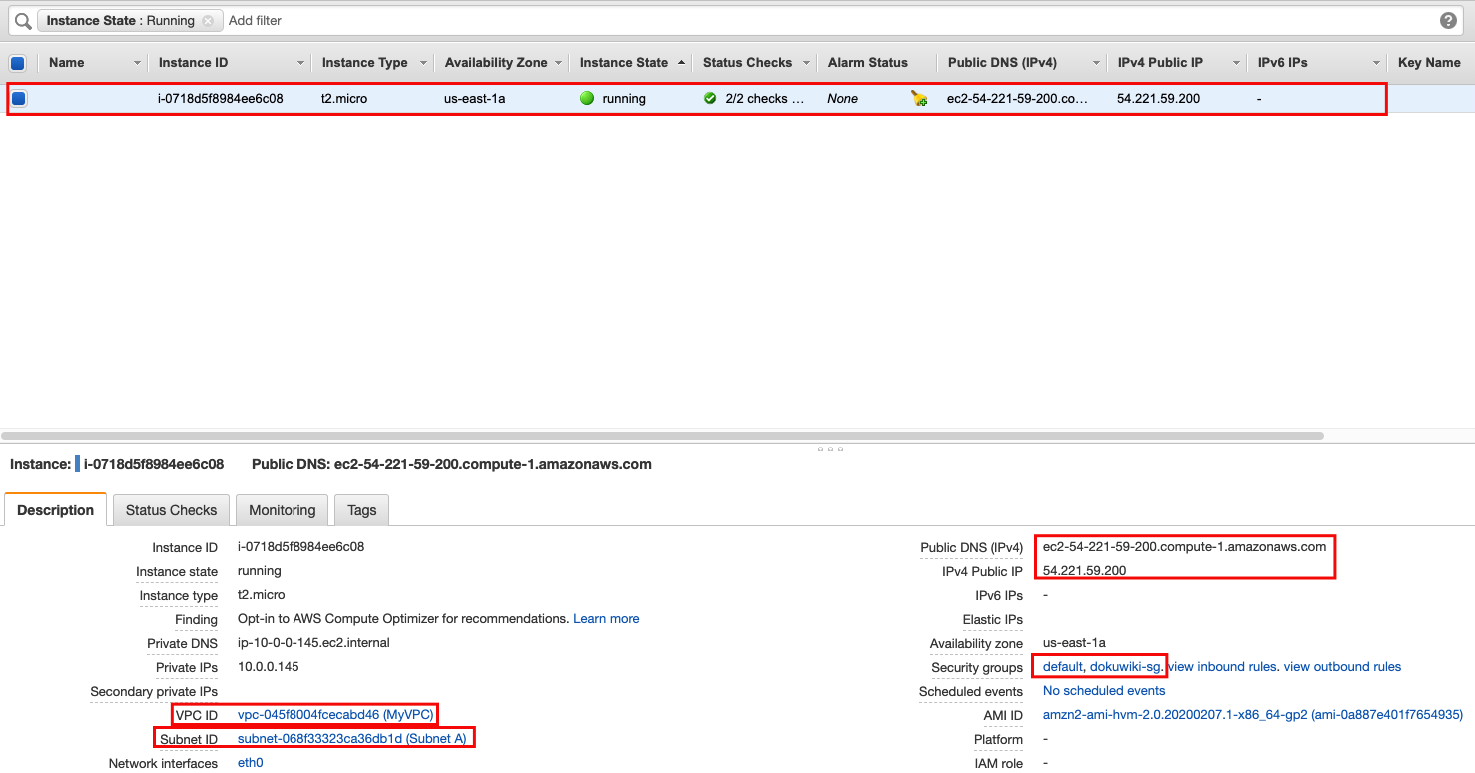 Instance State : Running Add filter
Name Instance ID Instance Type Availability Zone Instance State Status Checks Alarm Status Public DNS (IPv4) IPv4 Public IP IPv6 IPs Key Name
i-0718d5f8984ee6c08 t2.micro us-east-1a running 2/2 checks ... None ec2-54-221-59-200.co... 54.221.59.200 -
Instance: i-0718d5f8984ee6c08 Public DNS: ec2-54-221-59-200.compute-1.amazonaws.com
Description Status Checks Monitoring Tags
Instance ID i-0718d5f8984ee6c08 Public DNS (IPv4) ec2-54-221-59-200.compute-1.amazonaws.com
Instance state running IPv4 Public IP 54.221.59.200
Instance type t2.micro IPv6 IPs -
Finding Opt-in to AWS Compute Optimizer for recommendations. Learn more Elastic IPs
Private DNS ip-10-0-0-145.ec2.internal Availability zone us-east-1a
Private IPs 10.0.0.145 Security groups default, dokuwiki-sg. view inbound rules. view outbound rules
Secondary private IPs Scheduled events No scheduled events
VPC ID vpc-045f8004fcecabd46 (MyVPC) AMI ID amzn2-ami-hvm-2.0.20200207.1-x86_64-gp2 (ami-0a887e401f7654935)
Subnet ID subnet-068f33323ca36db1d (Subnet A) Platform -
Network interfaces eth0 IAM role -